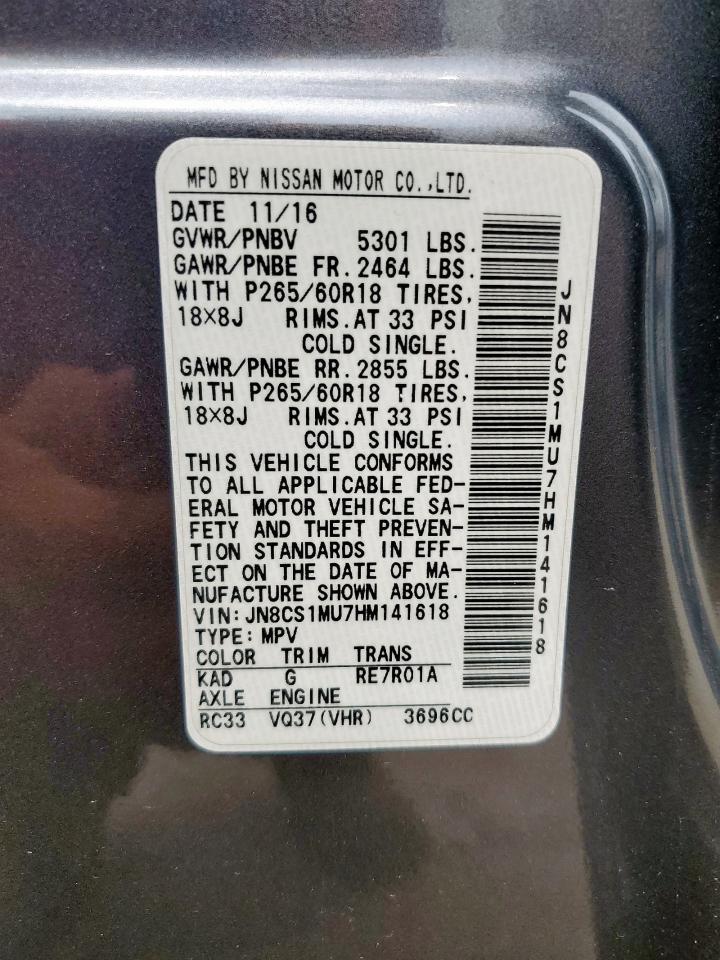 MFD BY NISSAN MOTOR CO.,LTD.
DATE 11/16
GVWR/PNBV 5301 LBS.
GAWR/PNBE FR. 2464 LBS.
WITH P265/60R18 TIRES,
18X8J RIMS.AT 33 PSI
COLD SINGLE.
GAWR/PNBE RR. 2855 LBS.
WITH P265/60R18 TIRES,
18X8J RIMS.AT 33 PSI
COLD SINGLE.
THIS VEHICLE CONFORMS
TO ALL APPLICABLE FED-
ERAL MOTOR VEHICLE SA-
FETY AND THEFT PREVEN-
TION STANDARDS IN EFF-
ECT ON THE DATE OF MA-
NUFACTURE SHOWN ABOVE.
VIN:JN8CS1MU7HM141618
TYPE:MPV
COLOR TRIM TRANS
KAD G RE7R01A
AXLE ENGINE
RC33 VQ37(VHR) 3696CC
JN8CS1MU7HM141618